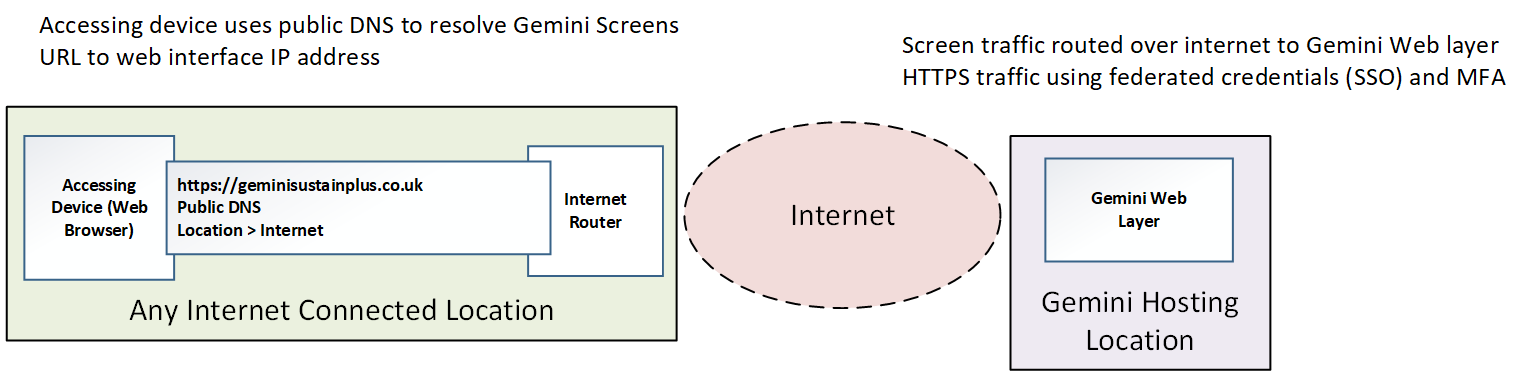 Accessing device uses public DNS to resolve Gemini Screens
URL to web interface IP address
Screen traffic routed over internet to Gemini Web layer
HTTPS traffic using federated credentials (SSO) and MFA
Accessing
Device (Web
Browser)
https://geminisustainplus.co.uk
Public DNS
Location > Internet
Internet
Router
Any Internet Connected Location
Internet
Gemini Web
Layer
Gemini Hosting
Location